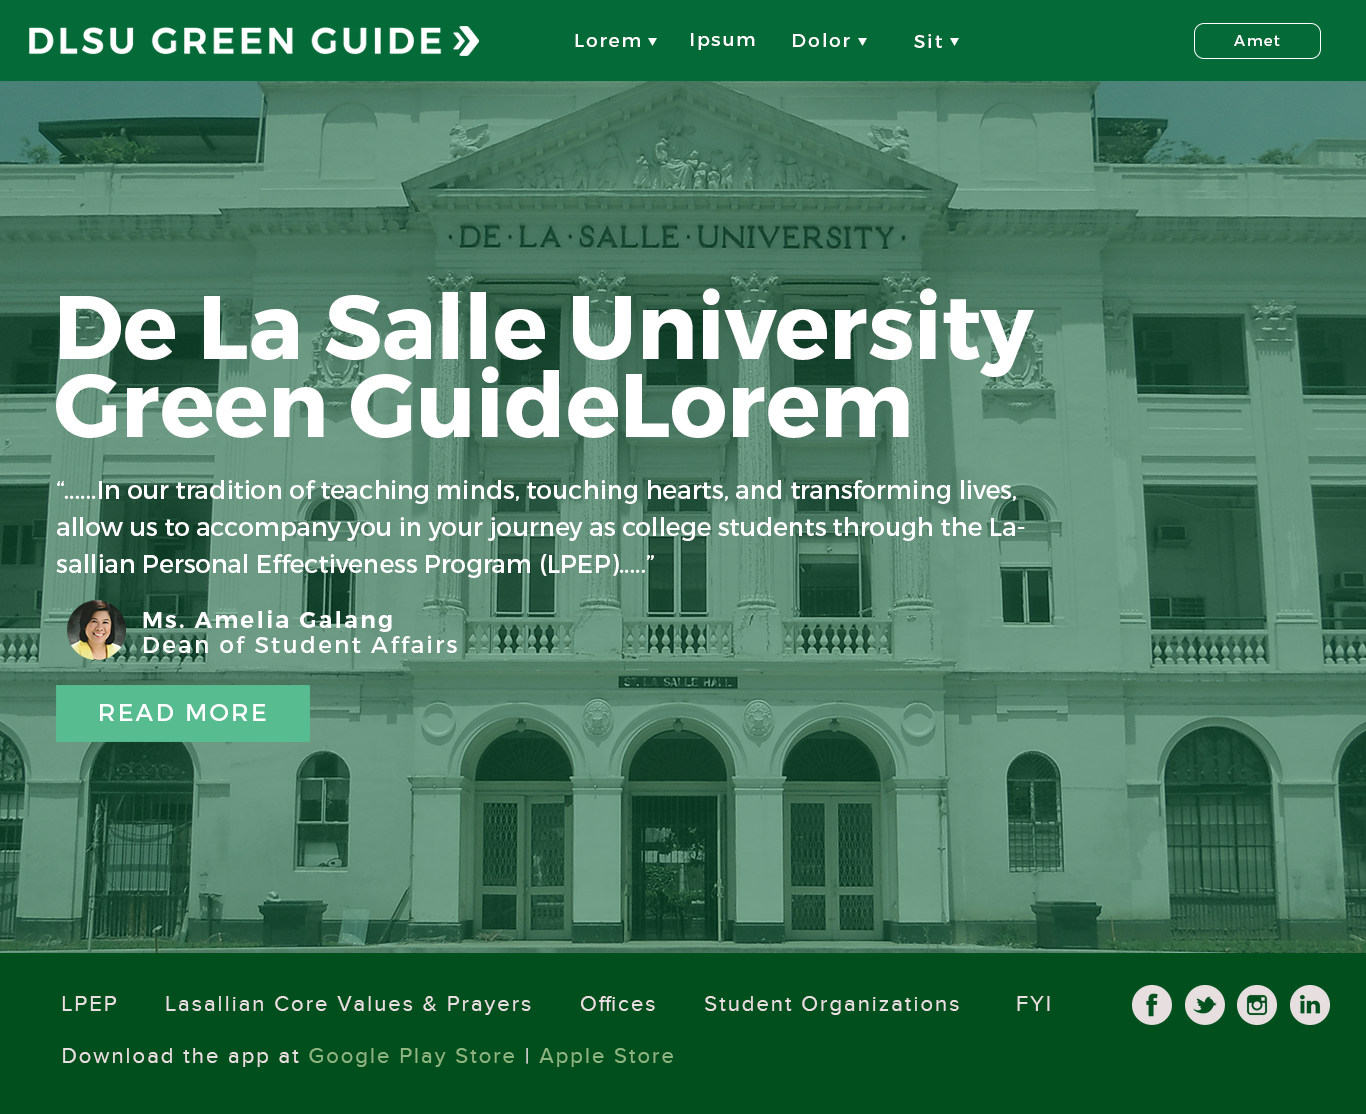 DLSU GREEN GUIDE
Lorem Ipsum Dolor Sit
Amet
·DE·LA·SALLE·UNIVERSITY·
De La Salle University
Green GuideLorem
“......In our tradition of teaching minds, touching hearts, and transforming lives,
allow us to accompany you in your journey as college students through the La-
sallian Personal Effectiveness Program (LPEP).....”
Ms. Amelia Galang
Dean of Student Affairs
ST. LA SALLE HALL
READ MORE
LPEP Lasallian Core Values & Prayers Offices Student Organizations FYI
Download the app at Google Play Store | Apple Store